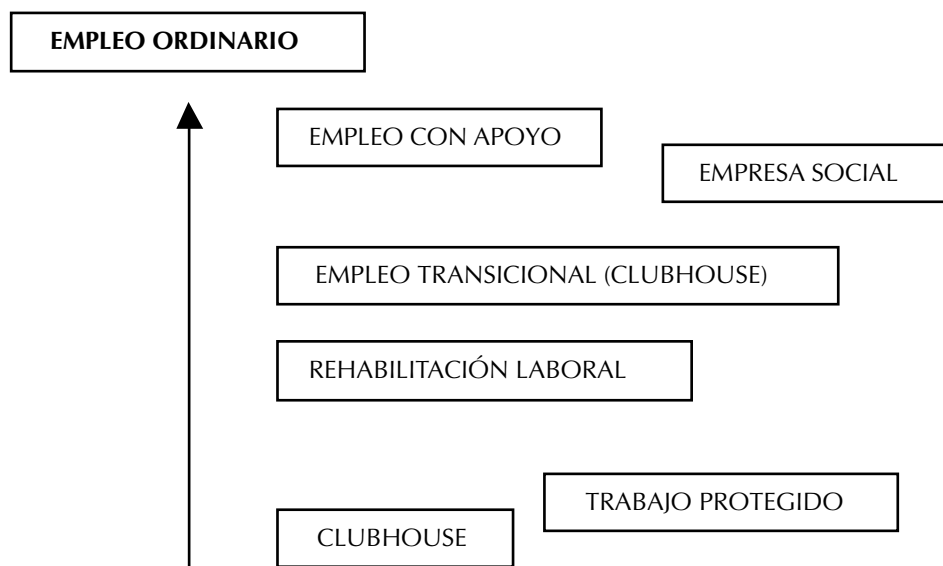 EMPLEO ORDINARIO
EMPLEO CON APOYO
EMPRESA SOCIAL
EMPLEO TRANSICIONAL (CLUBHOUSE)
REHABILITACIÓN LABORAL
TRABAJO PROTEGIDO
CLUBHOUSE